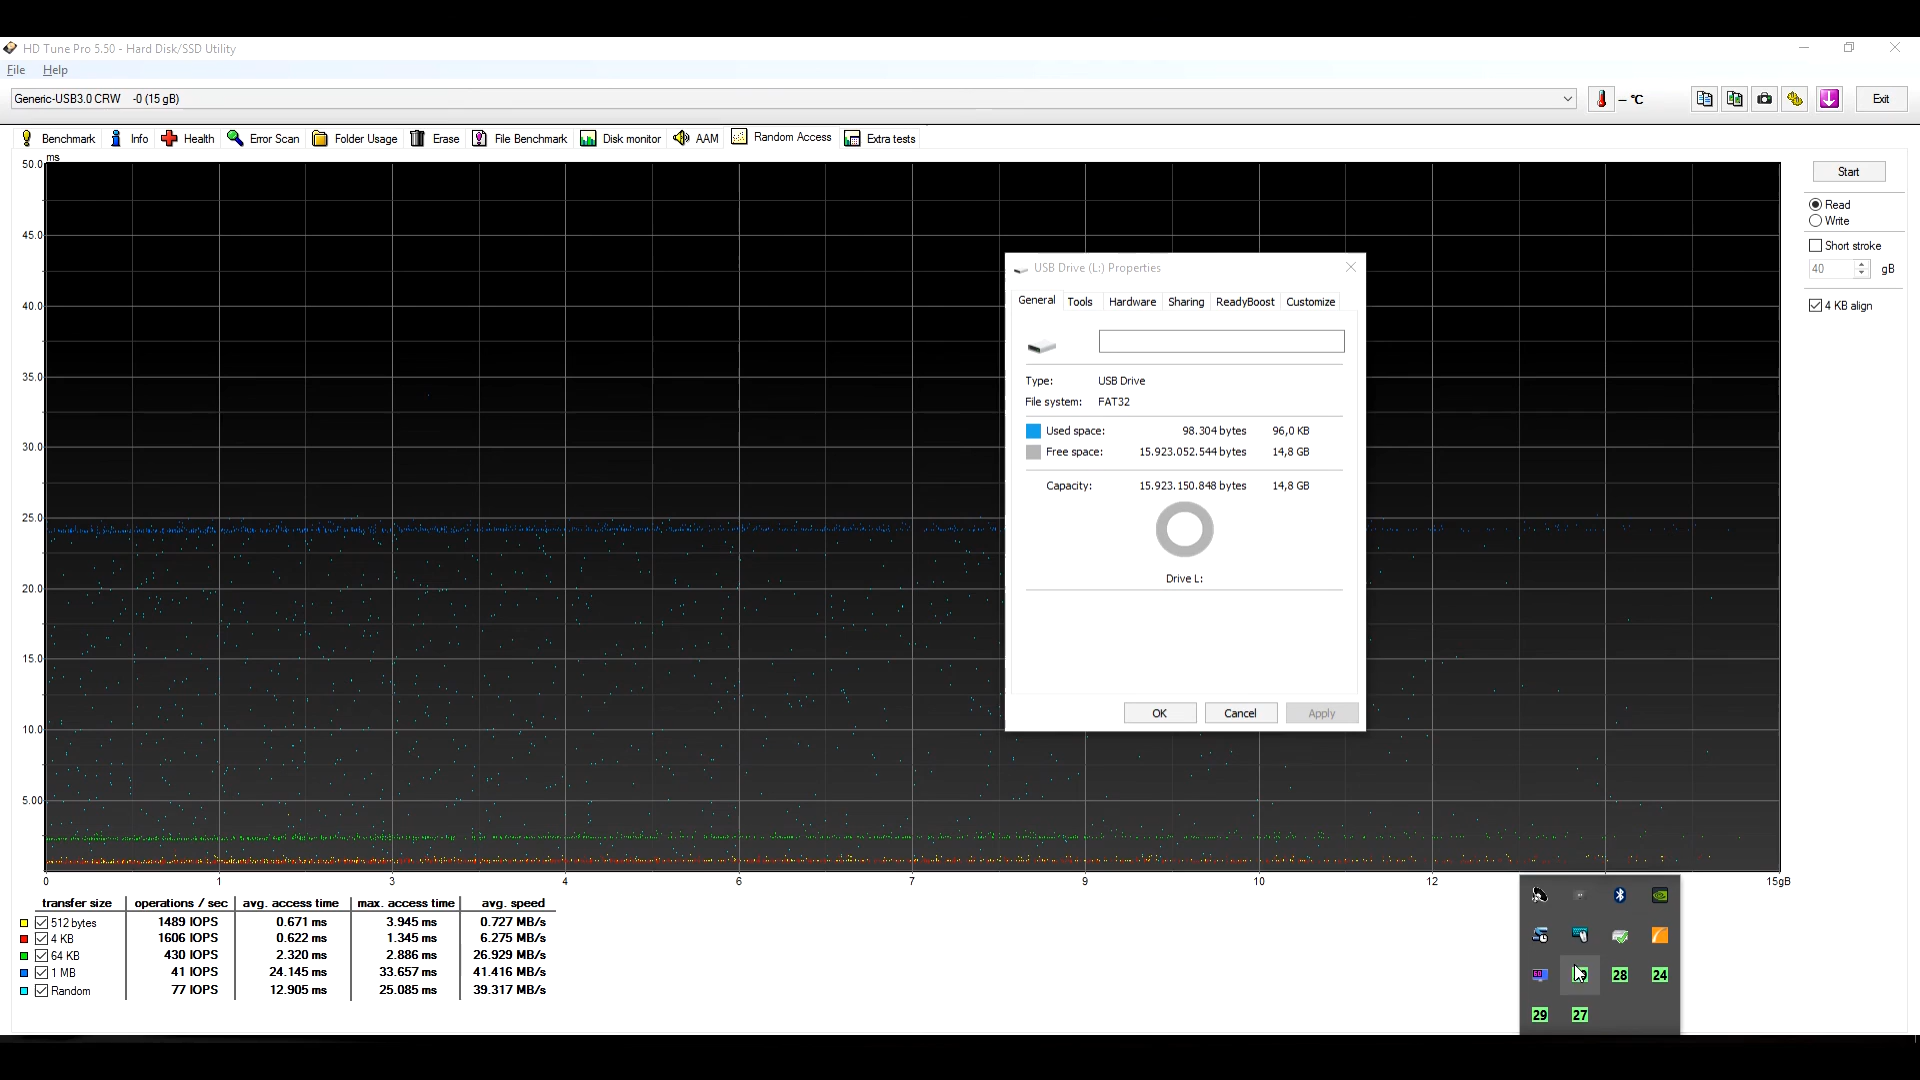 HD Tune Pro 5.50 - Hard Disk/SSD Utility
File Help
Generic-USB3.0 CRW -0 (15 gB)
– °C
Exit
Benchmark Info Health Error Scan Folder Usage Erase File Benchmark Disk monitor AAM Random Access Extra tests
50.0 ms
45.0
40.0
35.0
30.0
25.0
20.0
15.0
10.0
5.00
0 1 3 4 6 7 9 10 12 15gB
Start
Read
Write
Short stroke
40 gB
4 KB align
USB Drive (L:) Properties
General Tools Hardware Sharing ReadyBoost Customize
Type: USB Drive
File system: FAT32
Used space: 98.304 bytes 96,0 KB
Free space: 15.923.052.544 bytes 14,8 GB
Capacity: 15.923.150.848 bytes 14,8 GB
Drive L:
OK Cancel Apply
transfer size operations / sec avg. access time max. access time avg. speed
512 bytes 1489 IOPS 0.671 ms 3.945 ms 0.727 MB/s
4 KB 1606 IOPS 0.622 ms 1.345 ms 6.275 MB/s
64 KB 430 IOPS 2.320 ms 2.886 ms 26.929 MB/s
1 MB 41 IOPS 24.145 ms 33.657 ms 41.416 MB/s
Random 77 IOPS 12.905 ms 25.085 ms 39.317 MB/s
60 28 24
29 27